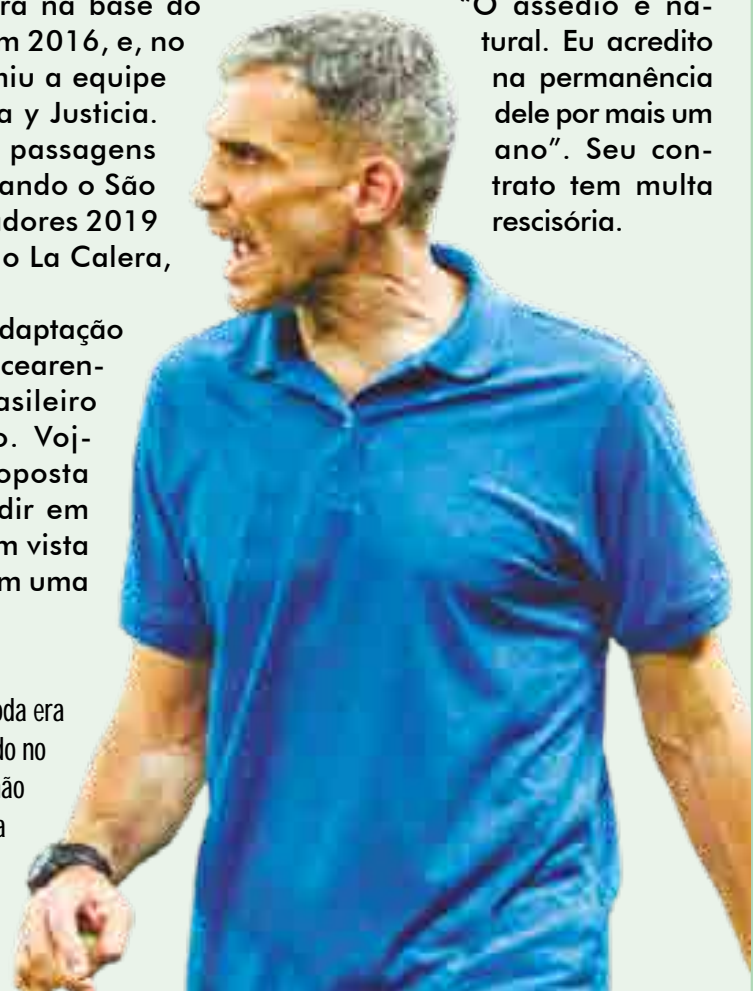 ra na base do
m 2016, e, no
niu a equipe
a y Justicia.
passagens
ando o São
adores 2019
o La Calera,
daptação
cearen-
asileiro
o. Voj-
oposta
dir em
m vista
m uma
oda era
do no
ão
a
"O assédio é na-
tural. Eu acredito
na permanência
dele por mais um
ano". Seu con-
trato tem multa
rescisória.